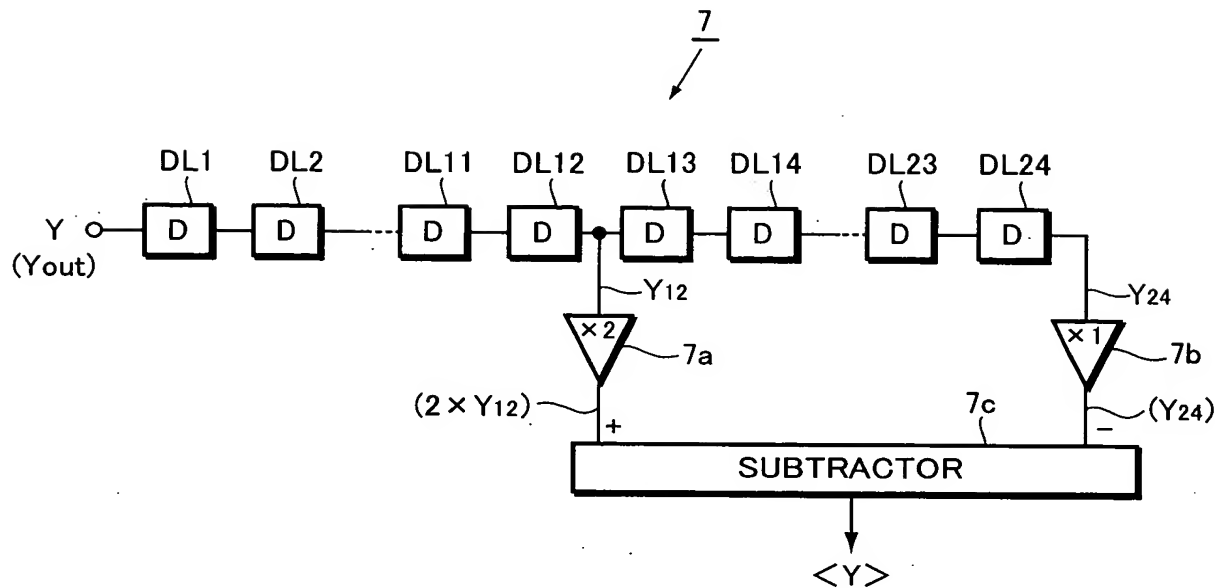 7
DL1 DL2 DL11 DL12 DL13 DL14 DL23 DL24
Y D D D D D D D D
(Yout)
Y12 Y24
×2 ×1
7a 7b
(2 × Y12) 7c (Y24)
+ −
SUBTRACTOR
<Y>